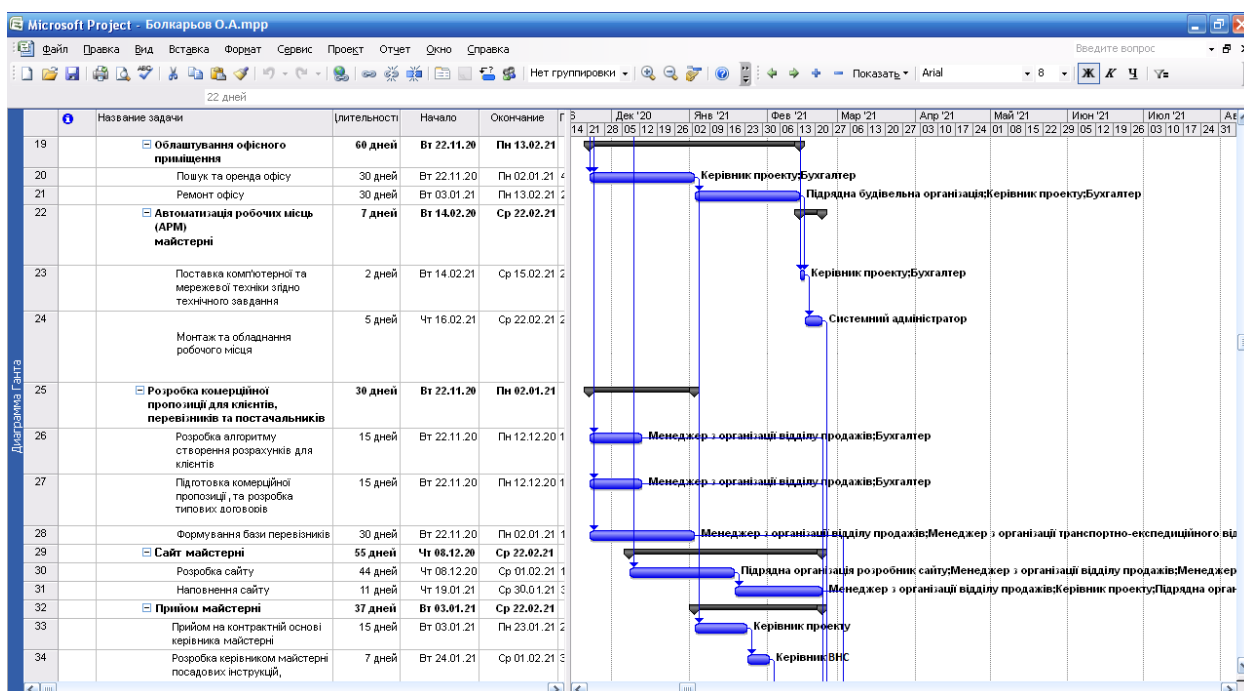 Microsoft Project - Болкарьов О.А.mpp
Файл Правка Вид Вставка Формат Сервис Проект Отчет Окно Справка
Введите вопрос
Нет группировки Показать Arial 8 Ж К Ч
22 дней
Название задачи Длительность Начало Окончание П
6 Дек '20 Янв '21 Фев '21 Мар '21 Апр '21 Май '21 Июн '21 Июл '21 Ав
14 21 28 05 12 19 26 02 09 16 23 30 06 13 20 27 06 13 20 27 03 10 17 24 01 08 15 22 29 05 12 19 26 03 10 17 24 31
19 Облаштування офісного приміщення 60 дней Вт 22.11.20 Пн 13.02.21
20 Пошук та оренда офісу 30 дней Вт 22.11.20 Пн 02.01.21 4 Керівник проекту;Бухгалтер
21 Ремонт офісу 30 дней Вт 03.01.21 Пн 13.02.21 2 Підрядна будівельна організація;Керівник проекту;Бухгалтер
22 Автоматизація робочих місць (АРМ) майстерні 7 дней Вт 14.02.20 Ср 22.02.21
23 Поставка комп'ютерної та мережевої техніки згідно технічного завдання 2 дней Вт 14.02.21 Ср 15.02.21 2 Керівник проекту;Бухгалтер
24 Монтаж та обладнання робочого місця 5 дней Чт 16.02.21 Ср 22.02.21 2 Системний адміністратор
25 Розробка комерційної пропозиції для клієнтів, перевізників та постачальників 30 дней Вт 22.11.20 Пн 02.01.21
26 Розробка алгоритму створення розрахунків для клієнтів 15 дней Вт 22.11.20 Пн 12.12.20 1 Менеджер з організації відділу продажів;Бухгалтер
27 Підготовка комерційної пропозиції , та розробка типових договорів 15 дней Вт 22.11.20 Пн 12.12.20 1 Менеджер з організації відділу продажів;Бухгалтер
28 Формування бази перевізників 30 дней Вт 22.11.20 Пн 02.01.21 1 Менеджер з організації відділу продажів;Менеджер з організації транспортно-експедиційного від
29 Сайт майстерні 55 дней Чт 08.12.20 Ср 22.02.21
30 Розробка сайту 44 дней Чт 08.12.20 Ср 01.02.21 1 Підрядна організація розробник сайту;Менеджер з організації відділу продажів;Менеджер
31 Наповнення сайту 11 дней Чт 19.01.21 Ср 30.01.21 3 Менеджер з організації відділу продажів;Керівник проекту;Підрядна орган
32 Прийом майстерні 37 дней Вт 03.01.21 Ср 22.02.21
33 Прийом на контрактній основі керівника майстерні 15 дней Вт 03.01.21 Пн 23.01.21 2 Керівник проекту
34 Розробка керівником майстерні посадових інструкцій, 7 дней Вт 24.01.21 Ср 01.02.21 3 Керівник ВНС
Диаграмма Ганта